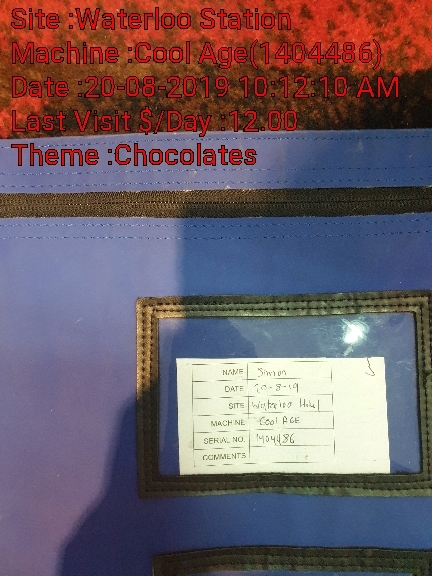 Site :Waterloo Station
Machine :Cool Age(1404486)
Date :20-08-2019 10:12:10 AM
Last Visit $/Day :12.00
Theme :Chocolates
NAME
DATE 20-8-19
SITE Waterloo Hotel
MACHINE Cool AGE
SERIAL NO. 1404486
COMMENTS